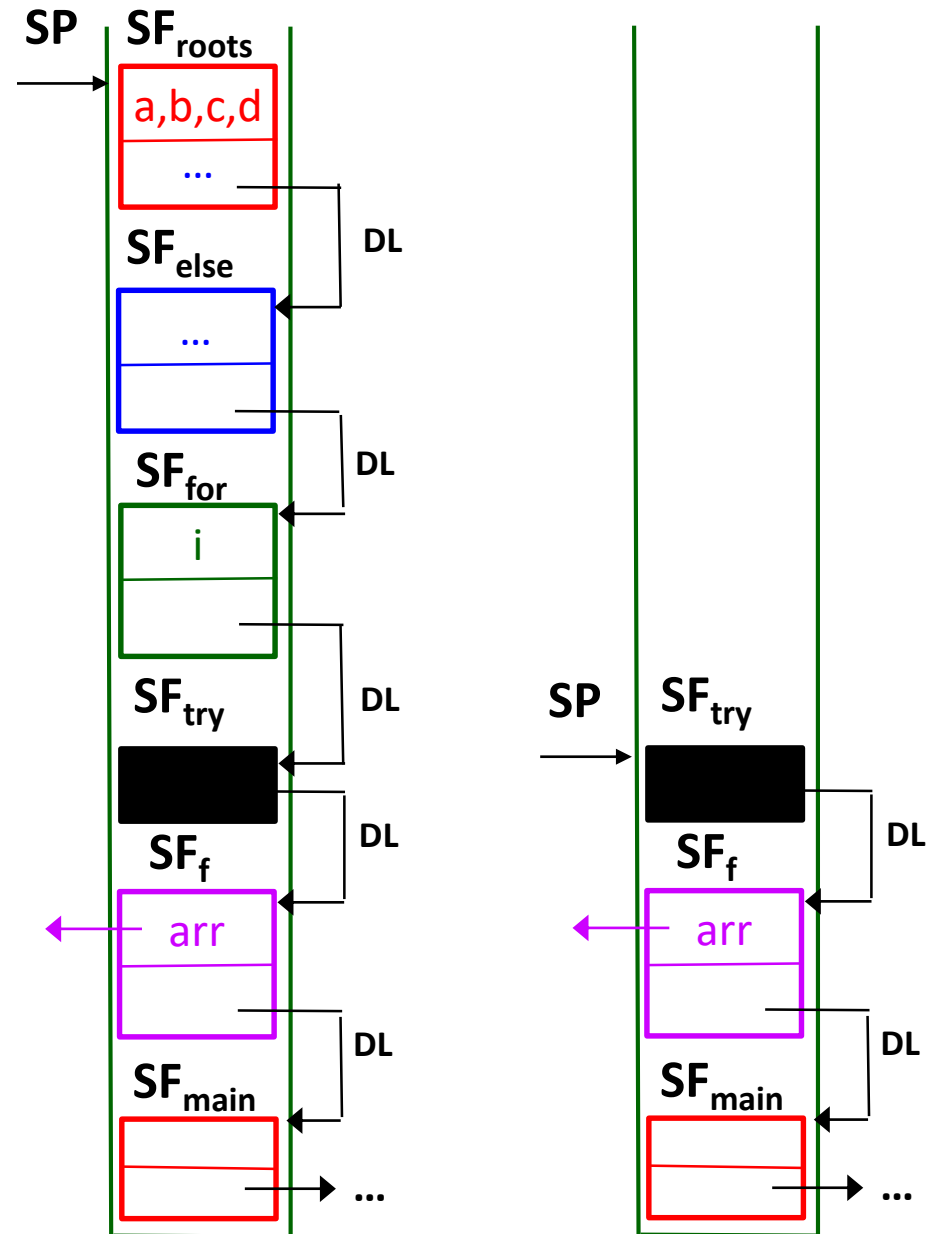 SP
SF_roots
a,b,c,d
...
DL
SF_else
...
DL
SF_for
i
DL
SF_try
DL
SF_f
arr
DL
SF_main
...
SP
SF_try
DL
SF_f
arr
DL
SF_main
...